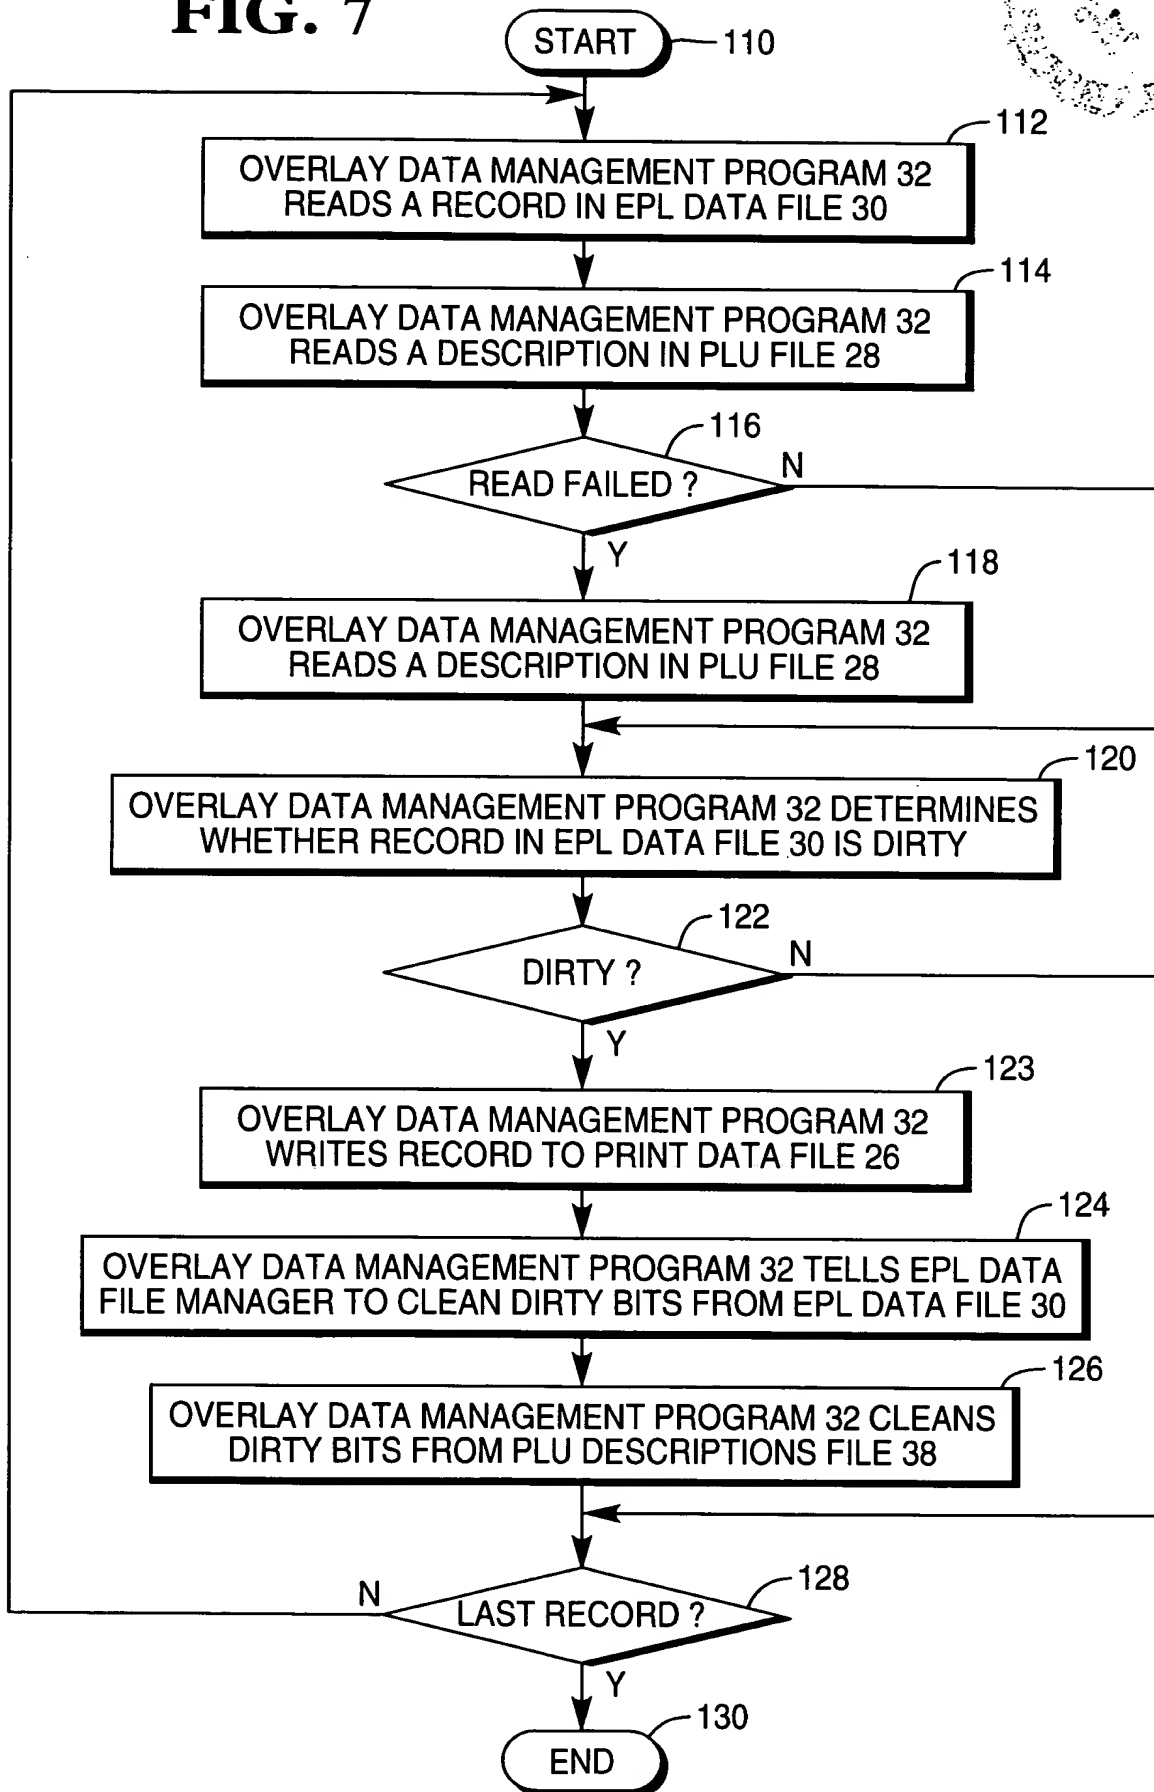 FIG. 7
START
110
112
OVERLAY DATA MANAGEMENT PROGRAM 32
READS A RECORD IN EPL DATA FILE 30
114
OVERLAY DATA MANAGEMENT PROGRAM 32
READS A DESCRIPTION IN PLU FILE 28
116
READ FAILED ?
N
Y
118
OVERLAY DATA MANAGEMENT PROGRAM 32
READS A DESCRIPTION IN PLU FILE 28
120
OVERLAY DATA MANAGEMENT PROGRAM 32 DETERMINES
WHETHER RECORD IN EPL DATA FILE 30 IS DIRTY
122
DIRTY ?
N
Y
123
OVERLAY DATA MANAGEMENT PROGRAM 32
WRITES RECORD TO PRINT DATA FILE 26
124
OVERLAY DATA MANAGEMENT PROGRAM 32 TELLS EPL DATA
FILE MANAGER TO CLEAN DIRTY BITS FROM EPL DATA FILE 30
126
OVERLAY DATA MANAGEMENT PROGRAM 32 CLEANS
DIRTY BITS FROM PLU DESCRIPTIONS FILE 38
N
128
LAST RECORD ?
Y
130
END